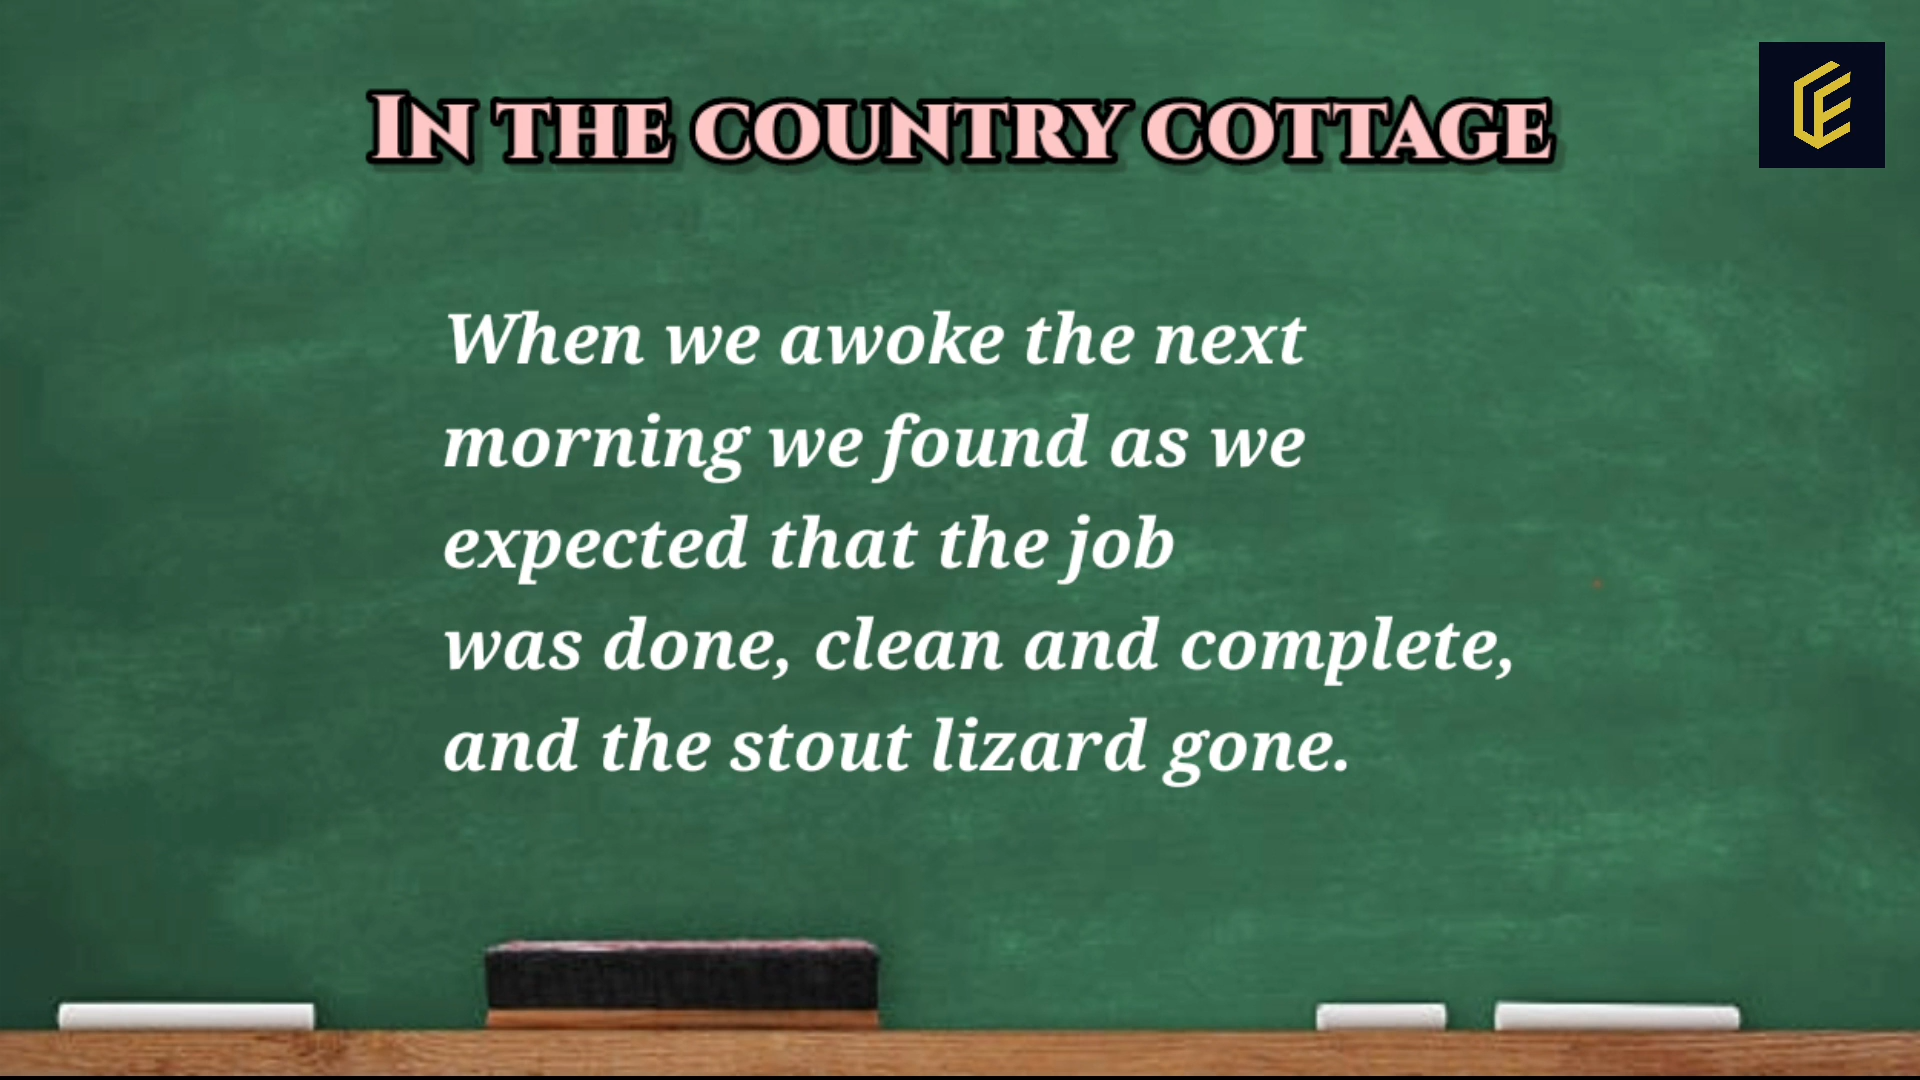 In the country cottage
When we awoke the next
morning we found as we
expected that the job
was done, clean and complete,
and the stout lizard gone.